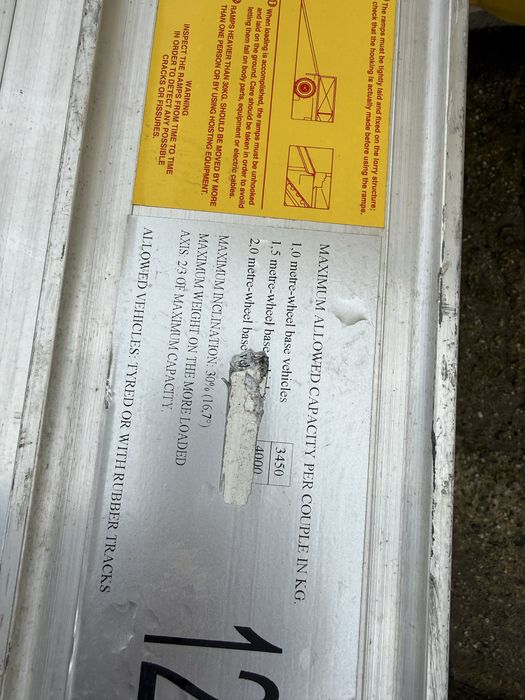 The ramps must be tightly laid and fixed on the lorry structure;
check that the hooking is actually made before using the ramps.
When loading is accomplished, the ramps must be unhooked
and laid on the ground. Care should be taken in order to avoid
letting them fall on body parts, equipment or electric cables.
RAMPS HEAVIER THAN 30KG. SHOULD BE MOVED BY MORE
THAN ONE PERSON OR BY USING HOISTING EQUIPMENT.
WARNING
INSPECT THE RAMPS FROM TIME TO TIME
IN ORDER TO DETECT ANY POSSIBLE
CRACKS OR FISSURES.
MAXIMUM ALLOWED CAPACITY PER COUPLE IN KG.
1,0 metre-wheel base vehicles 3450
1,5 metre-wheel base 4000
2,0 metre-wheel base
MAXIMUM INCLINATION: 30% (16,7°)
MAXIMUM WEIGHT ON THE MORE LOADED
AXIS: 2/3 OF MAXIMUM CAPACITY.
ALLOWED VEHICLES: TYRED OR WITH RUBBER TRACKS
12